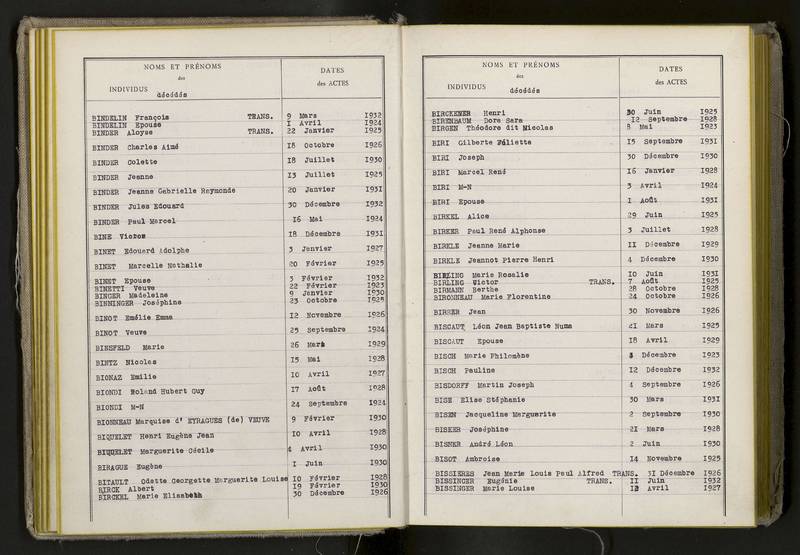 NOMS ET PRÉNOMS
des
INDIVIDUS
décédés
DATES
des ACTES
BINDELIN François TRANS. 9 Mars 1932
BINDELIN Epouse 1 Avril 1924
BINDER Aloyse TRANS. 22 Janvier 1925
BINDER Charles Aimé 18 Octobre 1926
BINDER Colette 18 Juillet 1930
BINDER Jeanne 13 Juillet 1925
BINDER Jeanne Gabrielle Raymonde 20 Janvier 1931
BINDER Jules Edouard 30 Décembre 1932
BINDER Paul Marcel 16 Mai 1924
BINE Victor 18 Décembre 1931
BINET Edouard Adolphe 3 Janvier 1927
BINET Marcelle Nathalie 20 Février 1925
BINET Epouse 3 Février 1932
BINETTI Veuve 22 Février 1923
BINGER Madeleine 9 Janvier 1930
BINNINGER Joséphine 23 Octobre 1925
BINOT Emélie Emma 12 Novembre 1926
BINOT Veuve 25 Septembre 1924
BINSFELD Marie 26 Mars 1929
BINTZ Nicolas 15 Mai 1928
BIONAZ Emilie 10 Avril 1927
BIONDI Roland Hubert Guy 17 Août 1928
BIONDI M-N 24 Septembre 1924
BIONNEAU Marquise d' EYRAGUES (de) VEUVE 9 Février 1930
BIQUELET Henri Eugène Jean 10 Avril 1928
BIQUELET Marguerite Cécile 4 Avril 1930
BIRAGUE Eugène 1 Juin 1930
BITAULT Odette Georgette Marguerite Louise 10 Février 1928
BIRCK Albert 19 Février 1930
BIRCKEL Marie Elisabeth 30 Décembre 1926
NOMS ET PRÉNOMS
des
INDIVIDUS
décédés
DATES
des ACTES
BIRCKENER Henri 30 Juin 1925
BIRENBAUM Dora Sara 12 Septembre 1928
BIRGEN Théodore dit Nicolas 8 Mai 1923
BIRI Gilberte Féliette 15 Septembre 1931
BIRI Joseph 30 Décembre 1930
BIRI Marcel René 16 Janvier 1928
BIRI M-N 3 Avril 1924
BIRI Epouse 1 Août 1931
BIRKEL Alice 29 Juin 1925
BIRKER Paul René Alphonse 3 Juillet 1928
BIRKLE Jeanne Marie 11 Décembre 1929
BIRKLE Jeannot Pierre Henri 4 Décembre 1930
BIRLING Marie Rosalie 10 Juin 1931
BIRLING Victor TRANS. 7 Août 1925
BIRMANN Berthe 28 Octobre 1928
BIRONNEAU Marie Florentine 24 Octobre 1926
BIRSER Jean 30 Novembre 1926
BISCAUT Léon Jean Baptiste Numa 21 Mars 1925
BISCAUT Epouse 18 Avril 1929
BISCH Marie Philomène 3 Décembre 1923
BISCH Pauline 12 Décembre 1932
BISDORFF Martin Joseph 4 Septembre 1926
BISE Elise Stéphanie 30 Mars 1931
BISEN Jacqueline Marguerite 2 Septembre 1930
BISKER Joséphine 21 Mars 1928
BISNER André Léon 2 Juin 1930
BISOT Ambroise 14 Novembre 1925
BISSIERES Jean Marie Louis Paul Alfred TRANS. 31 Décembre 1926
BISSINGER Eugénie TRANS. 11 Juin 1932
BISSINGER Marie Louise Avril 1927